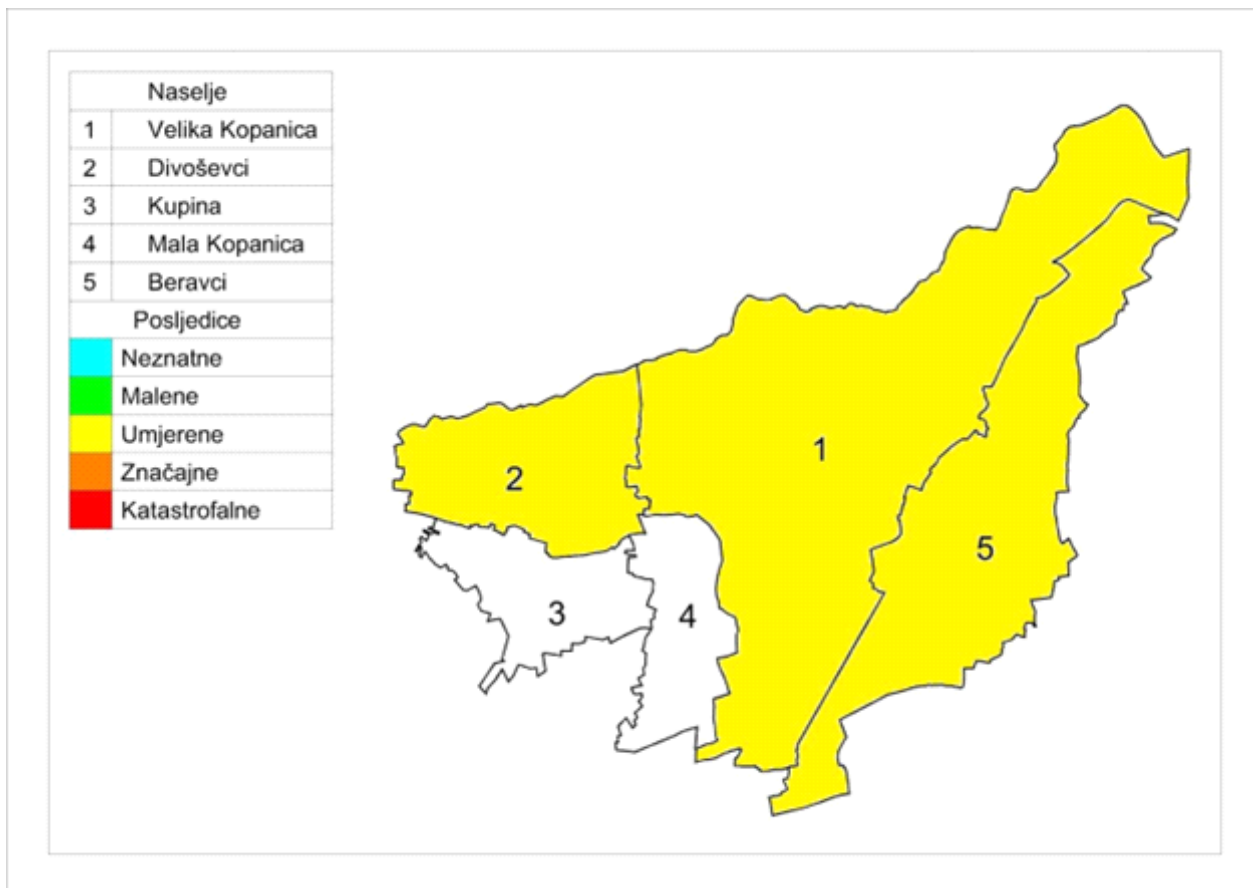 Naselje
1 Velika Kopanica
2 Divoševci
3 Kupina
4 Mala Kopanica
5 Beravci
Posljedice
Neznatne
Malene
Umjerene
Značajne
Katastrofalne
1
2
5
3
4